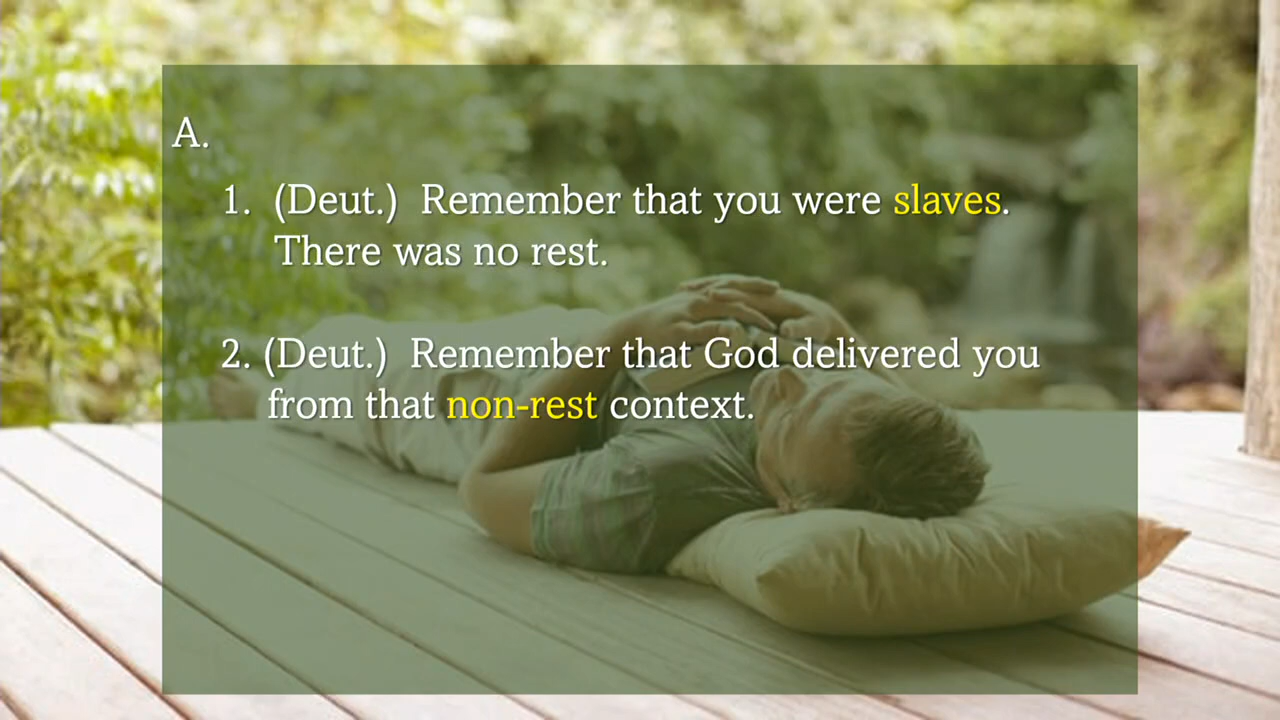 A.
1. (Deut.) Remember that you were slaves.
There was no rest.
2. (Deut.) Remember that God delivered you
from that non-rest context.